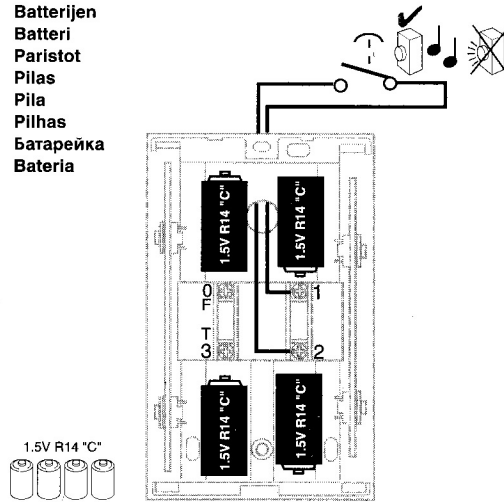 Batterijen
Batteri
Paristot
Pilas
Pila
Pilhas
Батарейка
Bateria
1.5V R14 "C"
1.5V R14 "C"
0
1
F
T
3
2
1.5V R14 "C"
1.5V R14 "C"
1.5V R14 "C"